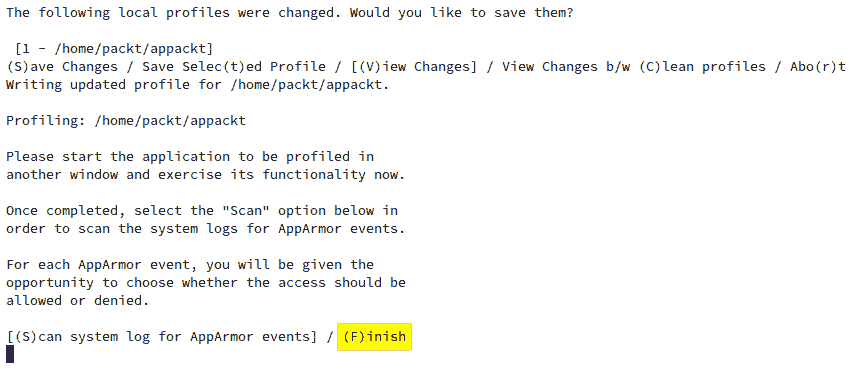 The following local profiles were changed. Would you like to save them?
[1 - /home/packt/appackt]
(S)ave Changes / Save Selec(t)ed Profile / [(V)iew Changes] / View Changes b/w (C)lean profiles / Abo(r)t
Writing updated profile for /home/packt/appackt.
Profiling: /home/packt/appackt
Please start the application to be profiled in
another window and exercise its functionality now.
Once completed, select the "Scan" option below in
order to scan the system logs for AppArmor events.
For each AppArmor event, you will be given the
opportunity to choose whether the access should be
allowed or denied.
[(S)can system log for AppArmor events] / (F)inish